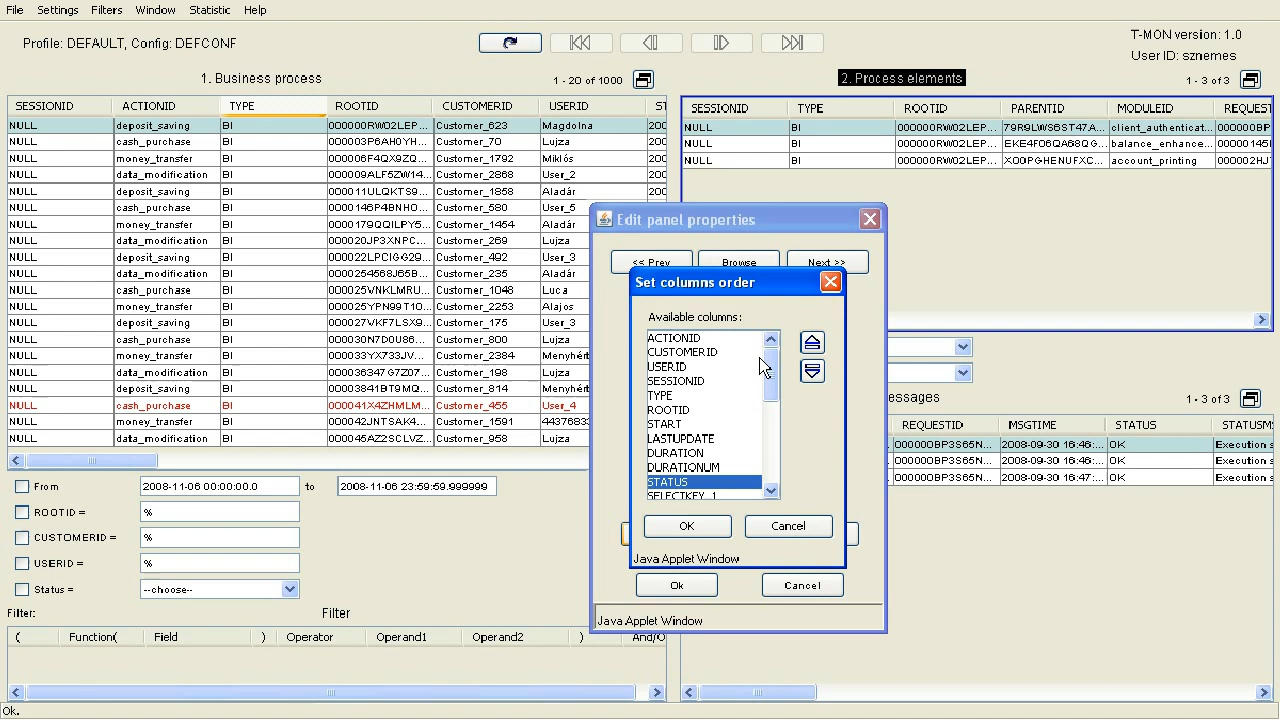 File Settings Filters Window Statistic Help
Profile: DEFAULT, Config: DEFCONF
T-MON version: 1.0
User ID: sznemes
1. Business process
1 - 20 of 1000
2. Process elements
1 - 3 of 3
SESSIONID ACTIONID TYPE ROOTID CUSTOMERID USERID ST
NULL deposit_saving BI 000000RW02LEP... Customer_623 Magdolna 200
NULL cash_purchase BI 000003P6AH0YH... Customer_70 Lujza 200
NULL money_transfer BI 000006F4QX9ZQ... Customer_1792 Miklós 200
NULL data_modification BI 000009ALF5ZW14... Customer_2868 User_2 200
NULL deposit_saving BI 000011ULQKTS9... Customer_1858 Aladár 200
NULL cash_purchase BI 0000146P4BNHO... Customer_580 User_5
NULL money_transfer BI 0000179QQILPY5... Customer_1454 Aladár
NULL data_modification BI 000020JP3XNPC... Customer_269 Lujza
NULL deposit_saving BI 000022LPCIGG29... Customer_492 User_3
NULL data_modification BI 0000254568J65B... Customer_235 Aladár
NULL cash_purchase BI 000025VNKLMRU... Customer_1048 Luca
NULL money_transfer BI 000025YPN99T1O... Customer_2253 Alajos
NULL deposit_saving BI 000027VKF7LSX9... Customer_175 User_3
NULL cash_purchase BI 000030N7D0U86... Customer_800 Lujza
NULL money_transfer BI 000033YX733JV... Customer_2384 Menyhért
NULL data_modification BI 000036347G7Z07... Customer_198 Lujza
NULL deposit_saving BI 00003841BT9MQ... Customer_814 Menyhért
NULL cash_purchase BI 000041X4ZHMLM... Customer_455 User_4
NULL money_transfer BI 000042JNTSAK4... Customer_1591 44376833
NULL data_modification BI 000045AZ2SCLVZ... Customer_958 Lujza
SESSIONID TYPE ROOTID PARENTID MODULEID REQUEST
NULL BI 000000RW02LEP... 79R9LWS6ST47A... client_authenticat... 000000BP
NULL BI 000000RW02LEP... EKE4F06QA68QG... balance_enhance... 00000145I
NULL BI 000000RW02LEP... XO0IPGHENUFXC... account_printing 000002HJ
Edit panel properties
<< Prev Browse Next >>
Set columns order
Available columns:
ACTIONID
CUSTOMERID
USERID
SESSIONID
TYPE
ROOTID
START
LASTUPDATE
DURATION
DURATIONUM
STATUS
SELECTKEY_1
OK Cancel
Java Applet Window
Ok Cancel
Java Applet Window
essages
1 - 3 of 3
REQUESTID MSGTIME STATUS STATUSM
000000BP3S65N... 2008-09-30 16:46:... OK Execution s
000000BP3S65N... 2008-09-30 16:46:... OK Execution s
000000BP3S65N... 2008-09-30 16:47:... OK Execution s
From 2008-11-06 00:00:00.0 to 2008-11-06 23:59:59.999999
ROOTID = %
CUSTOMERID = %
USERID = %
Status = --choose--
Filter: Filter
( Function( Field ) Operator Operand1 Operand2 ) And/O
Ok.